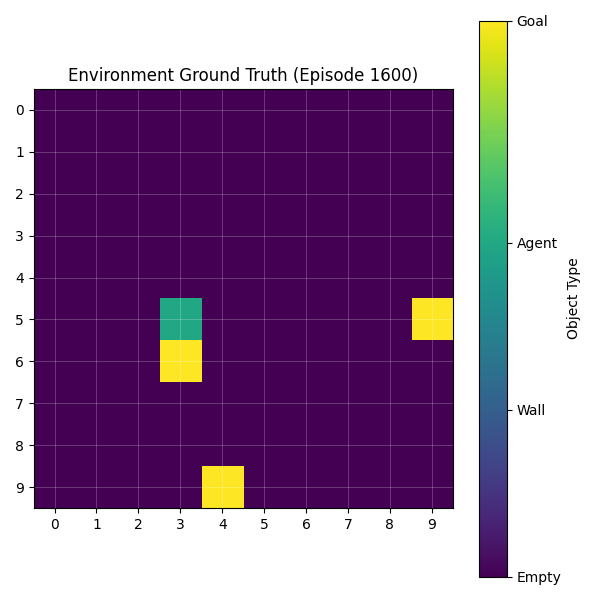 Environment Ground Truth (Episode 1600)
0
1
2
3
4
5
6
7
8
9
0 1 2 3 4 5 6 7 8 9
Goal
Agent
Wall
Empty
Object Type